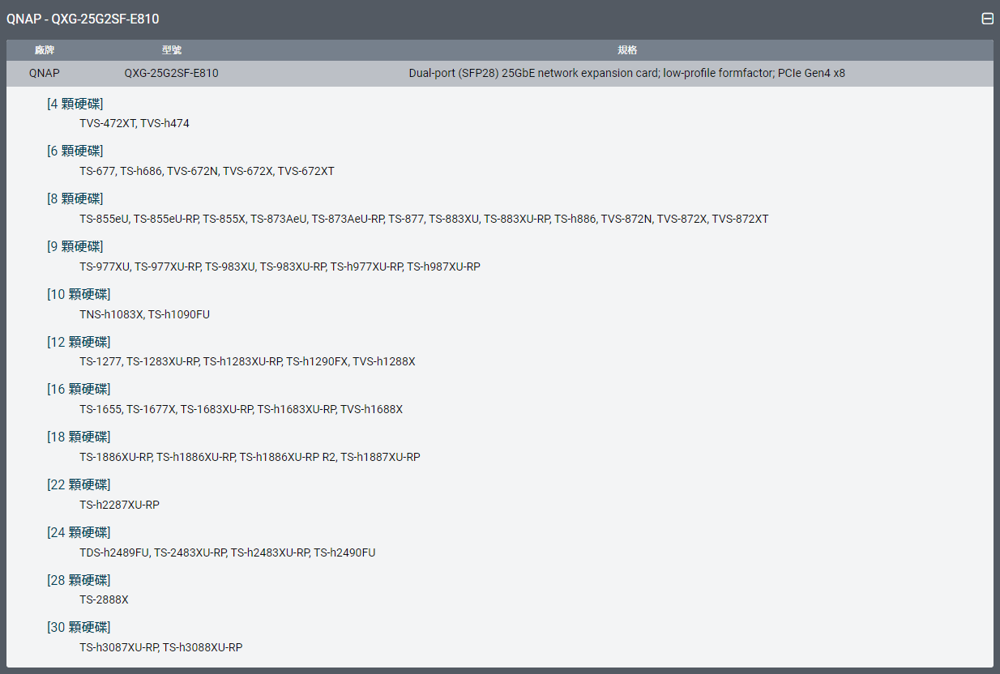 QNAP - QXG-25G2SF-E810
廠牌 型號 規格
QNAP QXG-25G2SF-E810 Dual-port (SFP28) 25GbE network expansion card; low-profile formfactor; PCIe Gen4 x8
[4 顆硬碟]
TVS-472XT, TVS-h474
[6 顆硬碟]
TS-677, TS-h686, TVS-672N, TVS-672X, TVS-672XT
[8 顆硬碟]
TS-855eU, TS-855eU-RP, TS-855X, TS-873AeU, TS-873AeU-RP, TS-877, TS-883XU, TS-883XU-RP, TS-h886, TVS-872N, TVS-872X, TVS-872XT
[9 顆硬碟]
TS-977XU, TS-977XU-RP, TS-983XU, TS-983XU-RP, TS-h977XU-RP, TS-h987XU-RP
[10 顆硬碟]
TNS-h1083X, TS-h1090FU
[12 顆硬碟]
TS-1277, TS-1283XU-RP, TS-h1283XU-RP, TS-h1290FX, TVS-h1288X
[16 顆硬碟]
TS-1655, TS-1677X, TS-1683XU-RP, TS-h1683XU-RP, TVS-h1688X
[18 顆硬碟]
TS-1886XU-RP, TS-h1886XU-RP, TS-h1886XU-RP R2, TS-h1887XU-RP
[22 顆硬碟]
TS-h2287XU-RP
[24 顆硬碟]
TDS-h2489FU, TS-2483XU-RP, TS-h2483XU-RP, TS-h2490FU
[28 顆硬碟]
TS-2888X
[30 顆硬碟]
TS-h3087XU-RP, TS-h3088XU-RP